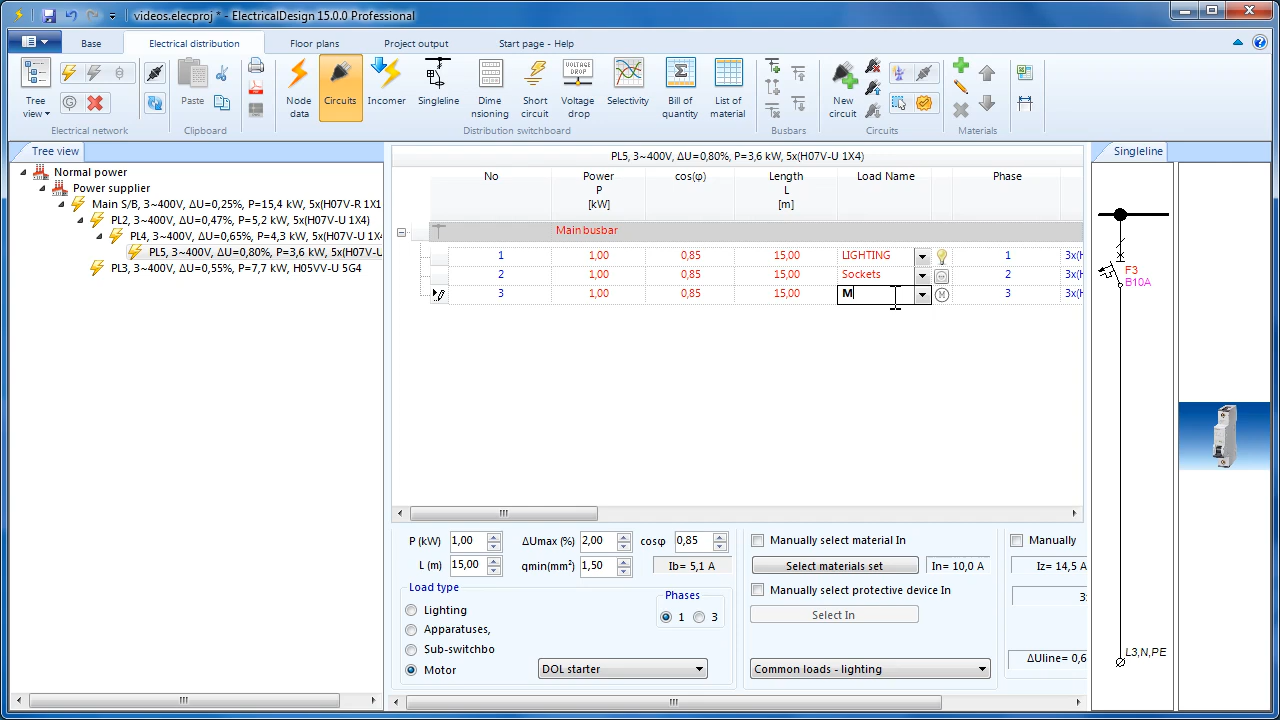 videos.elecproj * - ElectricalDesign 15.0.0 Professional
Base
Electrical distribution
Floor plans
Project output
Start page - Help
Tree view
Paste
Node data
Circuits
Incomer
Singleline
Dime nsioning
Short circuit
VOLTAGE DROP
Voltage drop
Selectivity
Bill of quantity
List of material
New circuit
Electrical network
Clipboard
Distribution switchboard
Busbars
Circuits
Materials
Tree view
Normal power
Power supplier
Main S/B, 3~400V, ΔU=0,25%, P=15,4 kW, 5x(H07V-R 1X1
PL2, 3~400V, ΔU=0,47%, P=5,2 kW, 5x(H07V-U 1X4)
PL4, 3~400V, ΔU=0,65%, P=4,3 kW, 5x(H07V-U 1X4
PL5, 3~400V, ΔU=0,80%, P=3,6 kW, 5x(H07V-U
PL3, 3~400V, ΔU=0,55%, P=7,7 kW, H05VV-U 5G4
PL5, 3~400V, ΔU=0,80%, P=3,6 kW, 5x(H07V-U 1X4)
No
Power P [kW]
cos(φ)
Length L [m]
Load Name
Phase
Main busbar
1 1,00 0,85 15,00 LIGHTING 1 3x(H
2 1,00 0,85 15,00 Sockets 2 3x(H
3 1,00 0,85 15,00 M M 3 3x(H
P (kW) 1,00 ΔUmax (%) 2,00 cosφ 0,85
L (m) 15,00 qmin(mm²) 1,50 Ib= 5,1 A
Load type
Lighting
Apparatuses,
Sub-switchbo
Motor
DOL starter
Phases
1 3
Manually select material In
Select materials set
In= 10,0 A
Manually select protective device In
Select In
Common loads - lighting
Manually
Iz= 14,5 A
3:
ΔUline= 0,6
Singleline
F3
B10A
L3,N,PE